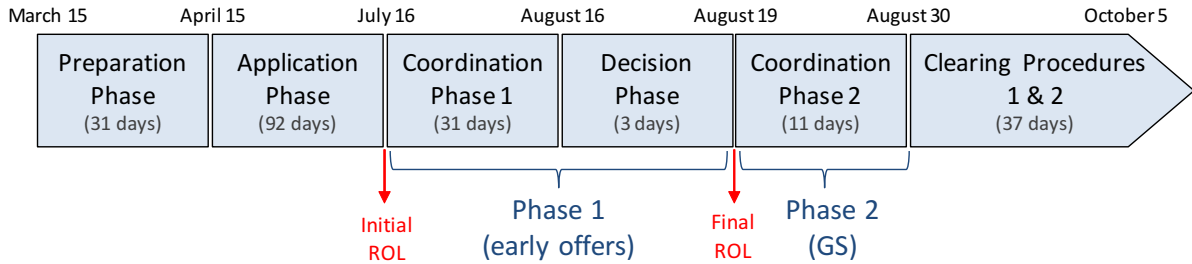 March 15 April 15 July 16 August 16 August 19 August 30 October 5
Preparation Phase (31 days)
Application Phase (92 days)
Coordination Phase 1 (31 days)
Decision Phase (3 days)
Coordination Phase 2 (11 days)
Clearing Procedures 1 & 2 (37 days)
Initial ROL
Phase 1 (early offers)
Final ROL
Phase 2 (GS)